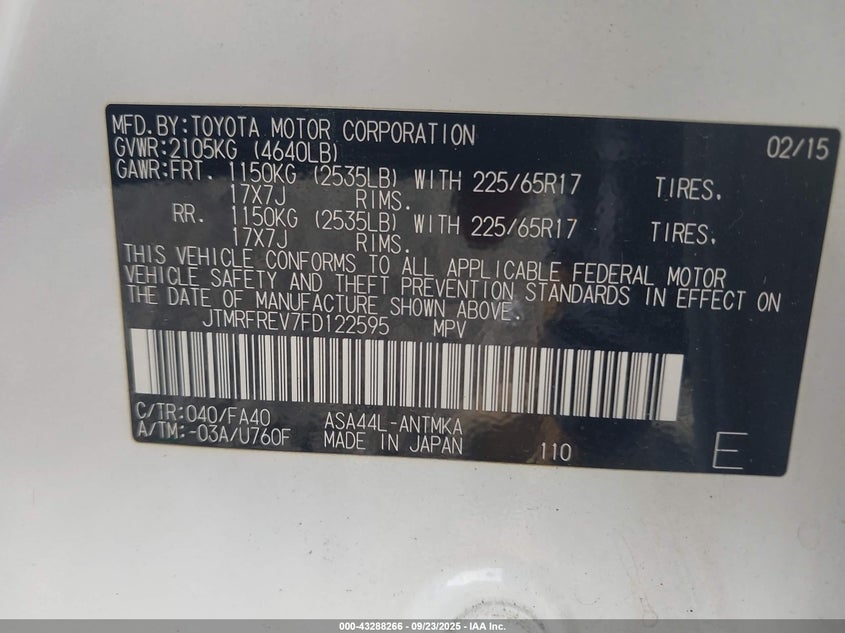 MFD.BY:TOYOTA MOTOR CORPORATION 02/15
GVWR:2105KG (4640LB)
GAWR:FRT. 1150KG (2535LB) WITH 225/65R17 TIRES.
17X7J RIMS.
RR. 1150KG (2535LB) WITH 225/65R17 TIRES.
17X7J RIMS.
THIS VEHICLE CONFORMS TO ALL APPLICABLE FEDERAL MOTOR
VEHICLE SAFETY AND THEFT PREVENTION STANDARDS IN EFFECT ON
THE DATE OF MANUFACTURE SHOWN ABOVE.
JTMRFREV7FD122595 MPV
C/TR:040/FA40 ASA44L-ANTMKA
A/TM:-03A/U760F MADE IN JAPAN 110 E
000-43288266 - 09/23/2025 - IAA Inc.